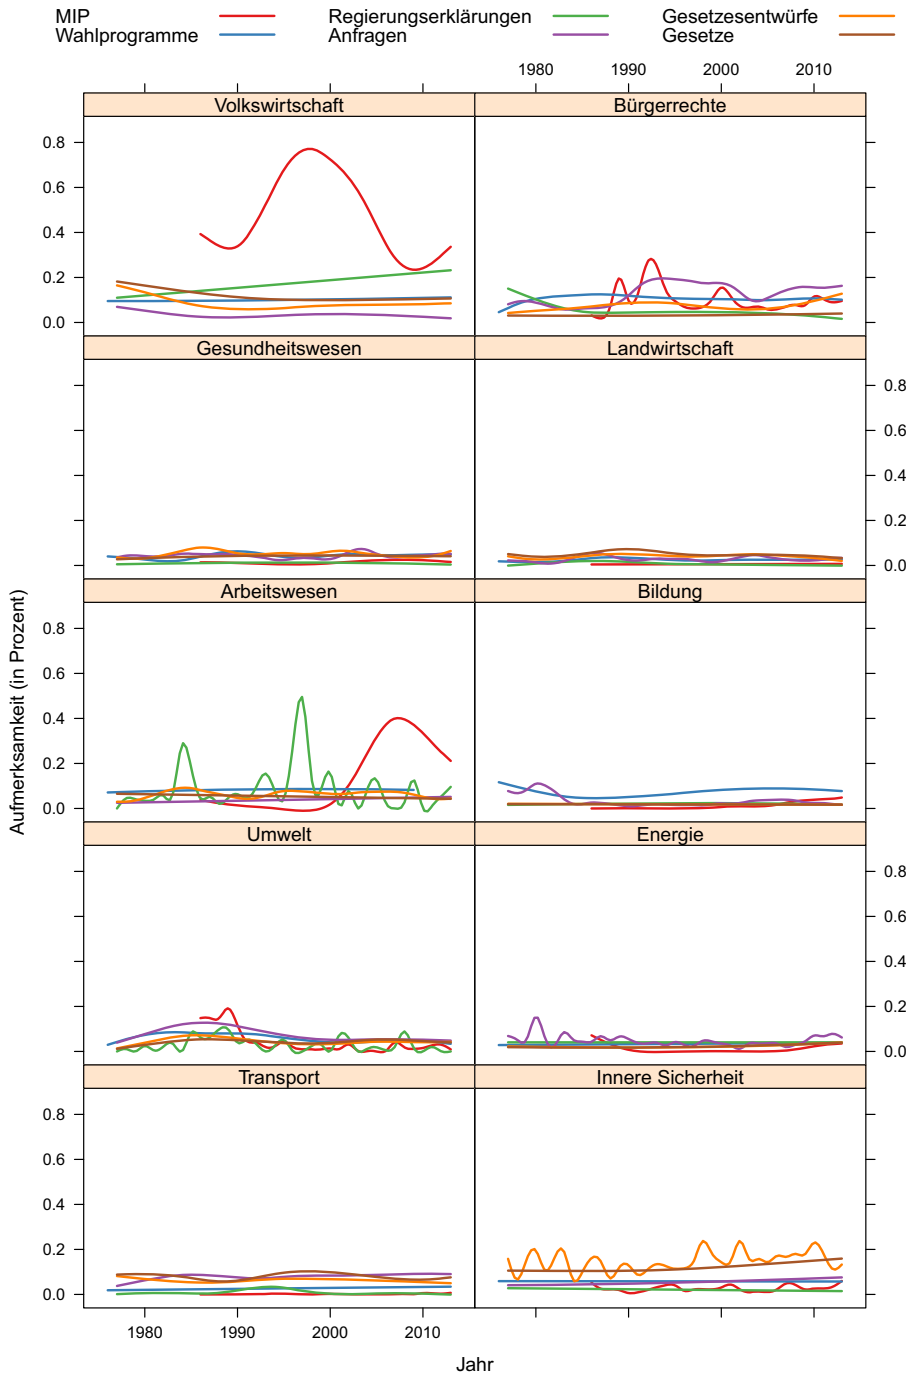 MIP Regierungserklärungen Gesetzesentwürfe
Wahlprogramme Anfragen Gesetze
1980 1990 2000 2010
Volkswirtschaft Bürgerrechte
0.8
0.6
0.4
0.2
0.0
Gesundheitswesen Landwirtschaft
0.8
0.6
0.4
0.2
0.0
Arbeitswesen Bildung
0.8
0.6
0.4
0.2
0.0
Umwelt Energie
0.8
0.6
0.4
0.2
0.0
Transport Innere Sicherheit
0.8
0.6
0.4
0.2
0.0
1980 1990 2000 2010
Aufmerksamkeit (in Prozent)
Jahr